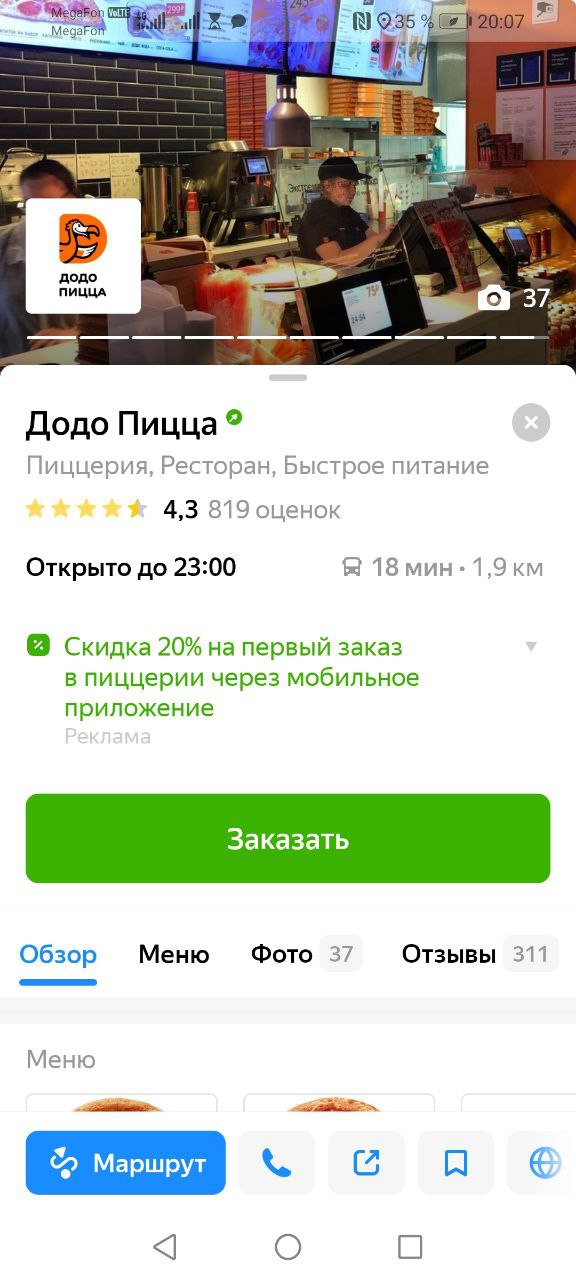 MegaFon VoLTE 35 % 20:07
MegaFon
299₽
75₽
ДОДО
ПИЦЦА
37
Додо Пицца
Пиццерия, Ресторан, Быстрое питание
4,3 819 оценок
Открыто до 23:00 18 мин • 1,9 км
Скидка 20% на первый заказ
в пиццерии через мобильное
приложение
Реклама
Заказать
Обзор Меню Фото 37 Отзывы 311
Меню
Маршрут